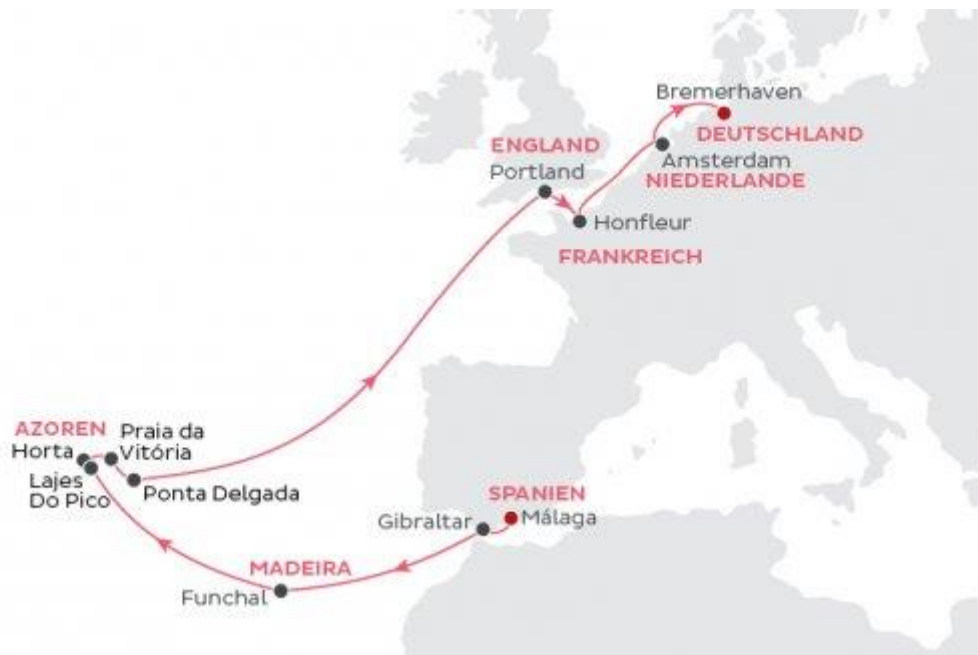 Bremerhaven
DEUTSCHLAND
ENGLAND
Portland
Amsterdam
NIEDERLANDE
Honfleur
FRANKREICH
AZOREN
Horta
Praia da
Vitória
Lajes
Do Pico
Ponta Delgada
SPANIEN
Málaga
Gibraltar
MADEIRA
Funchal